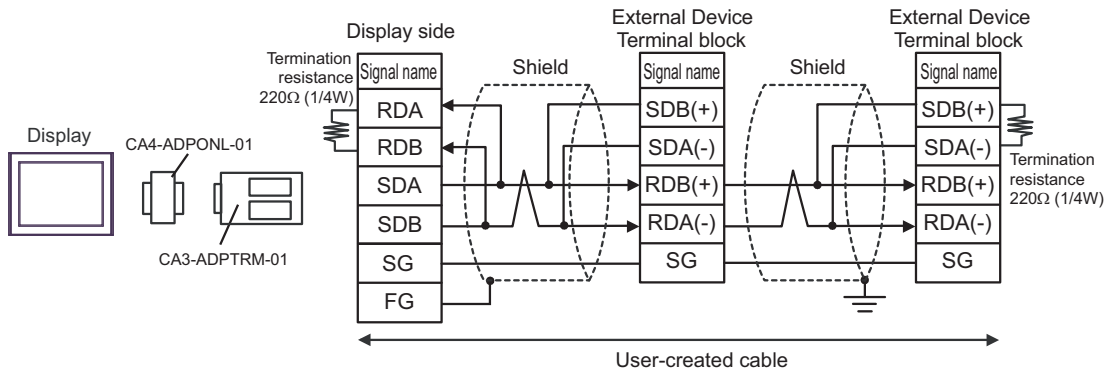 Display
CA4-ADPONL-01
CA3-ADPTRM-01
Termination
resistance
220Ω (1/4W)
Display side
Signal name
RDA
RDB
SDA
SDB
SG
FG
Shield
External Device
Terminal block
Signal name
SDB(+)
SDA(-)
RDB(+)
RDA(-)
SG
Shield
External Device
Terminal block
Signal name
SDB(+)
SDA(-)
RDB(+)
RDA(-)
SG
Termination
resistance
220Ω (1/4W)
User-created cable